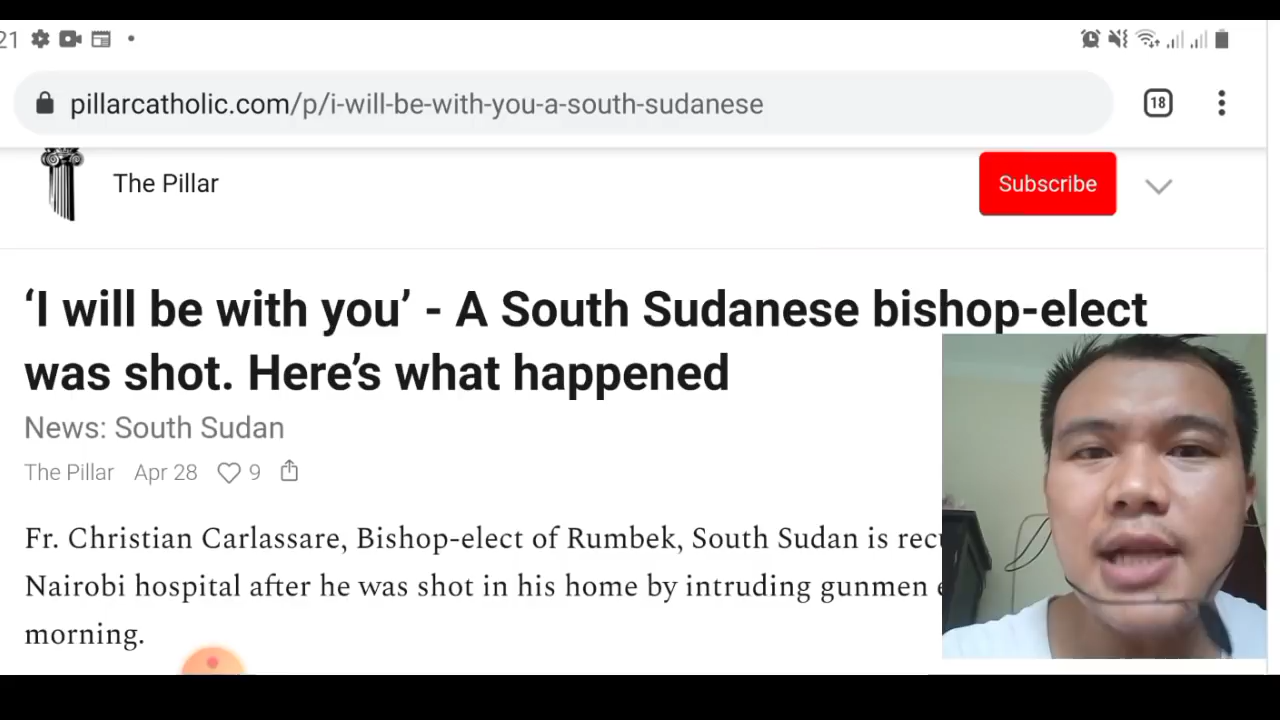 21
18
pillarcatholic.com/p/i-will-be-with-you-a-south-sudanese
The Pillar
Subscribe
‘I will be with you’ - A South Sudanese bishop-elect
was shot. Here’s what happened
News: South Sudan
The Pillar Apr 28 9
Fr. Christian Carlassare, Bishop-elect of Rumbek, South Sudan is
Nairobi hospital after he was shot in his home by intruding gunmen
morning.